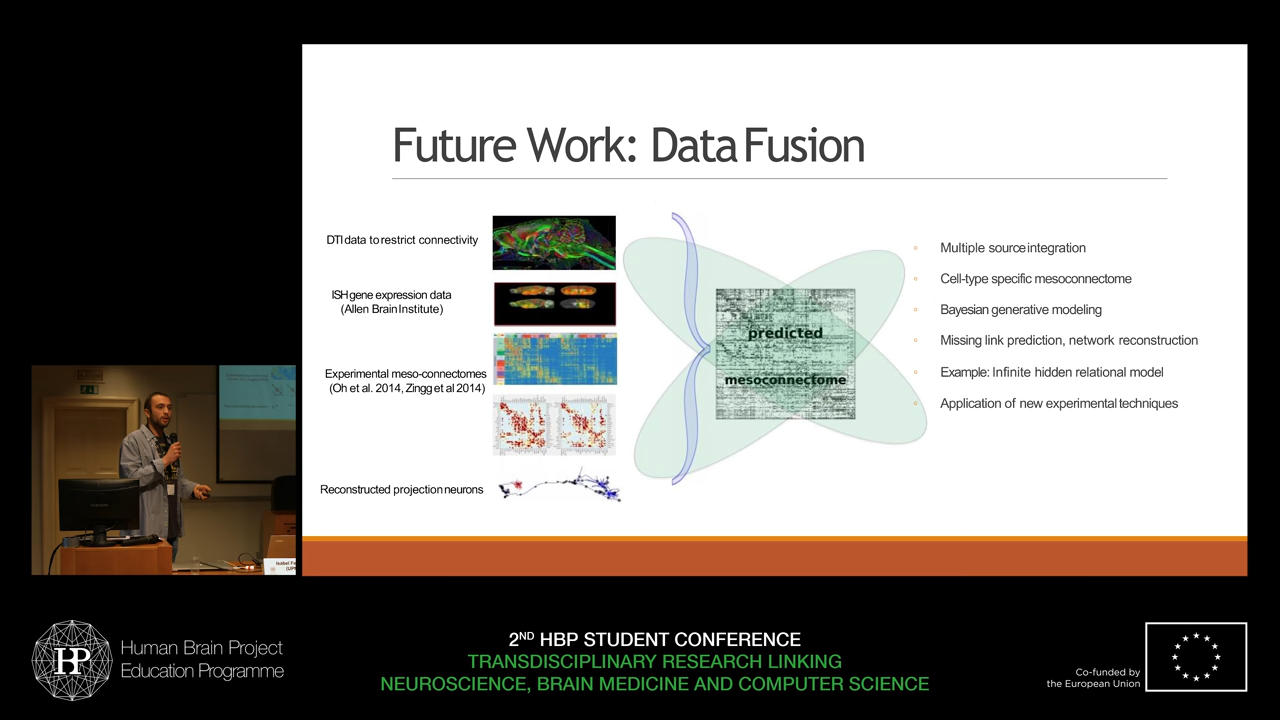 Future Work: Data Fusion
DTI data to restrict connectivity
ISH gene expression data
(Allen Brain Institute)
Experimental meso-connectomes
(Oh et al. 2014, Zingg et al 2014)
Reconstructed projection neurons
predicted
mesoconnectome
Multiple source integration
Cell-type specific mesoconnectome
Bayesian generative modeling
Missing link prediction, network reconstruction
Example: Infinite hidden relational model
Application of new experimental techniques
HBP
Human Brain Project
Education Programme
2ND HBP STUDENT CONFERENCE
TRANSDISCIPLINARY RESEARCH LINKING
NEUROSCIENCE, BRAIN MEDICINE AND COMPUTER SCIENCE
Co-funded by
the European Union